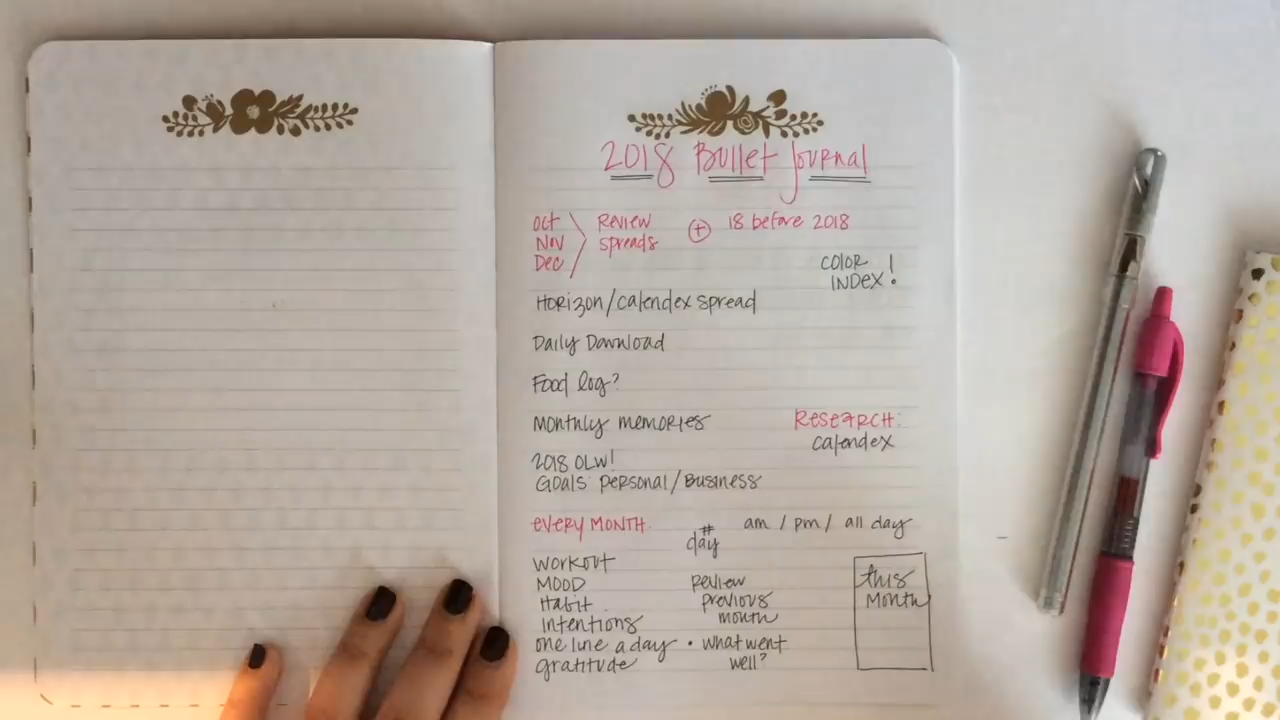 2018 Bullet Journal
Oct
Nov
Dec
Review
spreads
+ 18 before 2018
COLOR
INDEX!
Horizon/calendex spread
Daily Download
Food log?
Monthly memories
RESEARCH:
calendex
2018 OLW!
Goals personal/Business
every MONTH
#
day
am / pm / all day
workout
MOOD
Habit
Intentions
one line a day
gratitude
Review
previous
month
• what went
well?
this
Month